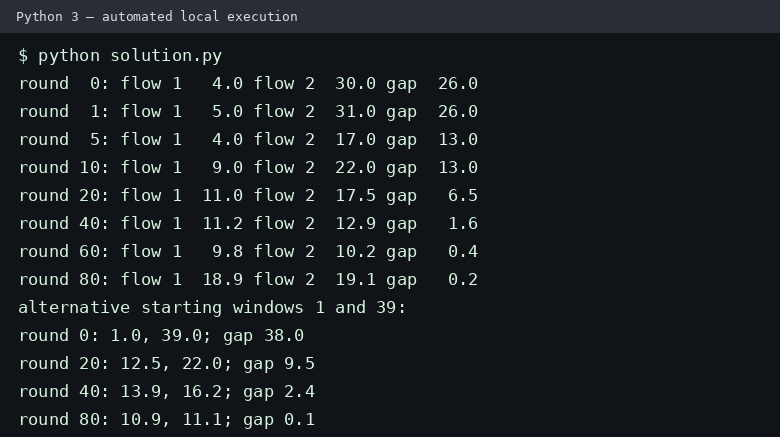 Python 3 — automated local execution
$ python solution.py
round  0: flow 1   4.0 flow 2  30.0 gap  26.0
round  1: flow 1   5.0 flow 2  31.0 gap  26.0
round  5: flow 1   4.0 flow 2  17.0 gap  13.0
round 10: flow 1   9.0 flow 2  22.0 gap  13.0
round 20: flow 1  11.0 flow 2  17.5 gap   6.5
round 40: flow 1  11.2 flow 2  12.9 gap   1.6
round 60: flow 1   9.8 flow 2  10.2 gap   0.4
round 80: flow 1  18.9 flow 2  19.1 gap   0.2
alternative starting windows 1 and 39:
round 0: 1.0, 39.0; gap 38.0
round 20: 12.5, 22.0; gap 9.5
round 40: 13.9, 16.2; gap 2.4
round 80: 10.9, 11.1; gap 0.1